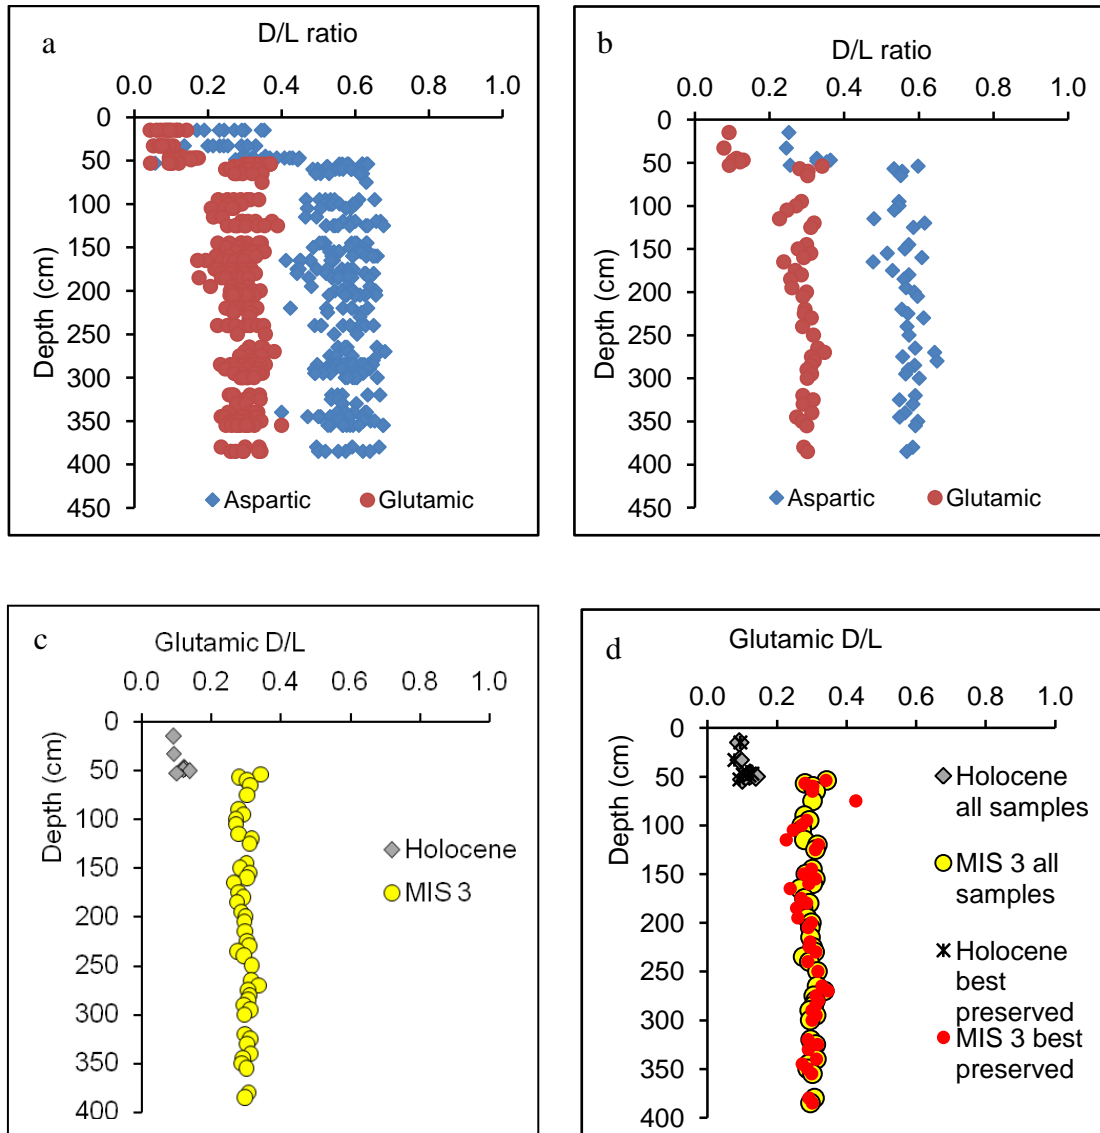 a
D/L ratio
0.0 0.2 0.4 0.6 0.8 1.0
0
50
100
150
200
250
300
350
400
450
Depth (cm)
Aspartic Glutamic
b
D/L ratio
0.0 0.2 0.4 0.6 0.8 1.0
0
50
100
150
200
250
300
350
400
450
Depth (cm)
Aspartic Glutamic
c
Glutamic D/L
0.0 0.2 0.4 0.6 0.8 1.0
0
50
100
150
200
250
300
350
400
Depth (cm)
Holocene
MIS 3
d
Glutamic D/L
0.0 0.2 0.4 0.6 0.8 1.0
0
50
100
150
200
250
300
350
400
Depth (cm)
Holocene
all samples
MIS 3 all
samples
Holocene
best
preserved
MIS 3 best
preserved